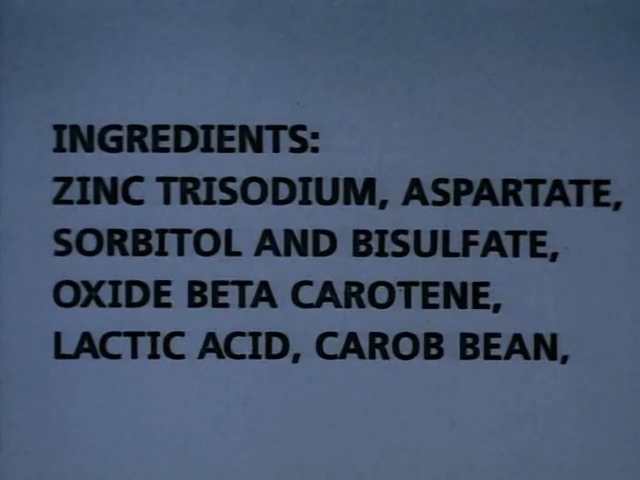 INGREDIENTS:
ZINC TRISODIUM, ASPARTATE,
SORBITOL AND BISULFATE,
OXIDE BETA CAROTENE,
LACTIC ACID, CAROB BEAN,